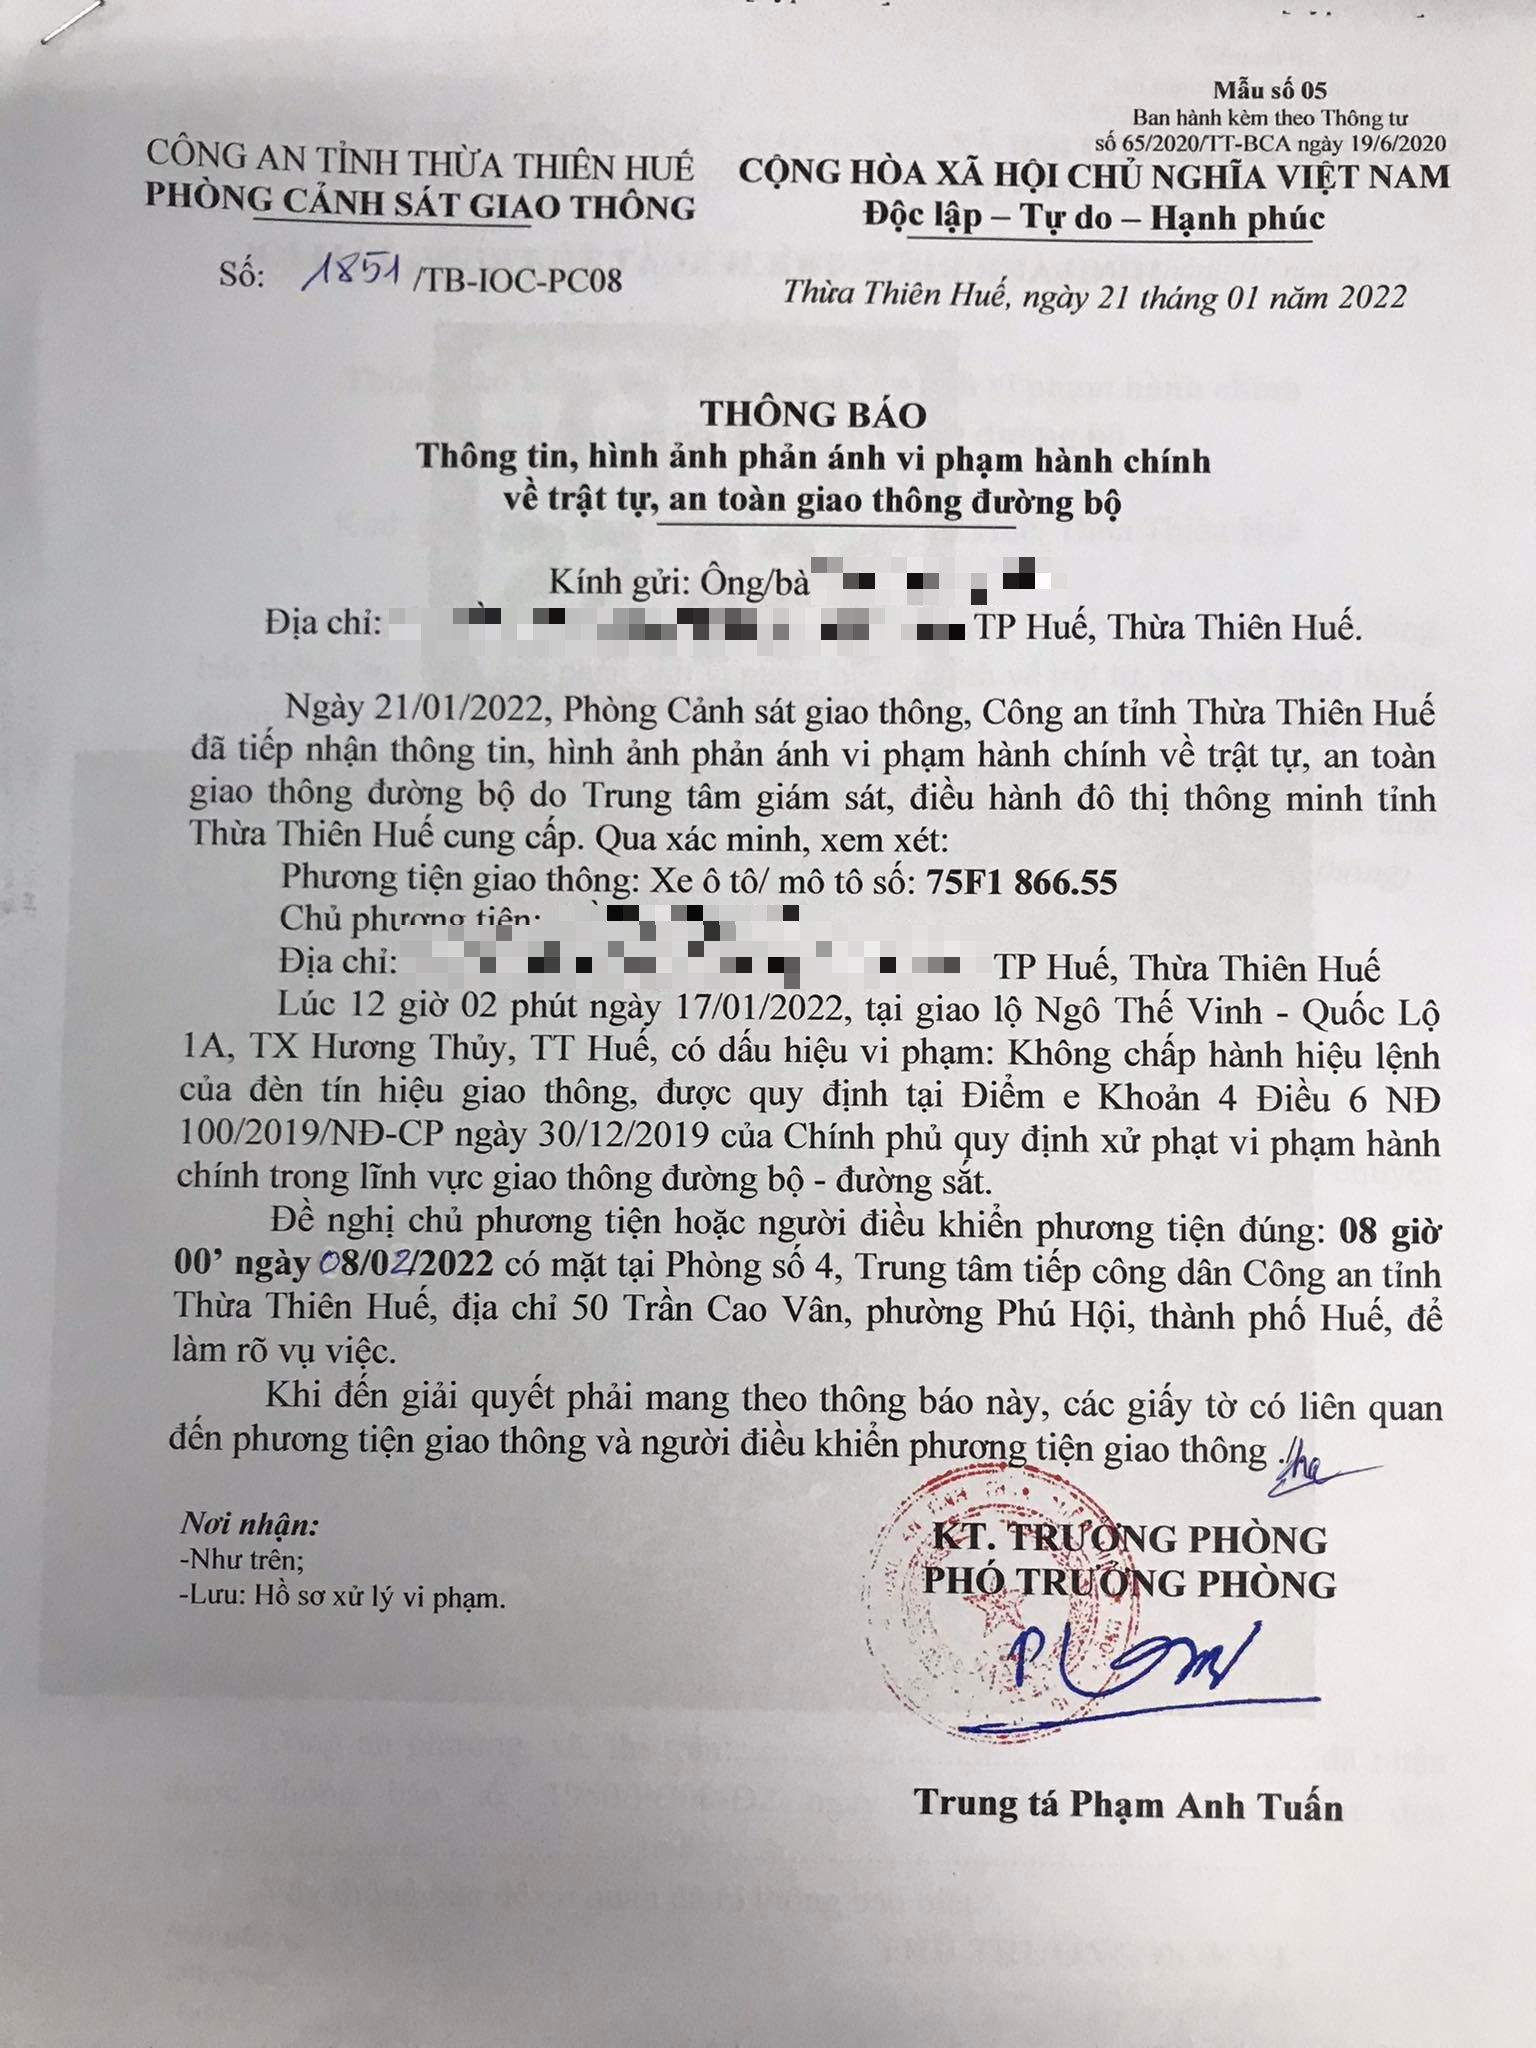 Mẫu số 05
Ban hành kèm theo Thông tư
số 65/2020/TT-BCA ngày 19/6/2020
CÔNG AN TỈNH THỪA THIÊN HUẾ
PHÒNG CẢNH SÁT GIAO THÔNG
CỘNG HÒA XÃ HỘI CHỦ NGHĨA VIỆT NAM
Độc lập – Tự do – Hạnh phúc
Số: 1851/TB-IOC-PC08
Thừa Thiên Huế, ngày 21 tháng 01 năm 2022
THÔNG BÁO
Thông tin, hình ảnh phản ánh vi phạm hành chính
về trật tự, an toàn giao thông đường bộ
Kính gửi: Ông/bà
Địa chỉ: TP Huế, Thừa Thiên Huế.
Ngày 21/01/2022, Phòng Cảnh sát giao thông, Công an tỉnh Thừa Thiên Huế
đã tiếp nhận thông tin, hình ảnh phản ánh vi phạm hành chính về trật tự, an toàn
giao thông đường bộ do Trung tâm giám sát, điều hành đô thị thông minh tỉnh
Thừa Thiên Huế cung cấp. Qua xác minh, xem xét:
Phương tiện giao thông: Xe ô tô/ mô tô số: 75F1 866.55
Chủ phương tiện:
Địa chỉ: TP Huế, Thừa Thiên Huế
Lúc 12 giờ 02 phút ngày 17/01/2022, tại giao lộ Ngô Thế Vinh - Quốc Lộ
1A, TX Hương Thủy, TT Huế, có dấu hiệu vi phạm: Không chấp hành hiệu lệnh
của đèn tín hiệu giao thông, được quy định tại Điểm e Khoản 4 Điều 6 NĐ
100/2019/NĐ-CP ngày 30/12/2019 của Chính phủ quy định xử phạt vi phạm hành
chính trong lĩnh vực giao thông đường bộ - đường sắt.
Đề nghị chủ phương tiện hoặc người điều khiển phương tiện đúng: 08 giờ
00’ ngày 08/02/2022 có mặt tại Phòng số 4, Trung tâm tiếp công dân Công an tỉnh
Thừa Thiên Huế, địa chỉ 50 Trần Cao Vân, phường Phú Hội, thành phố Huế, để
làm rõ vụ việc.
Khi đến giải quyết phải mang theo thông báo này, các giấy tờ có liên quan
đến phương tiện giao thông và người điều khiển phương tiện giao thông ./.
Nơi nhận:
-Như trên;
-Lưu: Hồ sơ xử lý vi phạm.
KT. TRƯỞNG PHÒNG
PHÓ TRƯỞNG PHÒNG
Trung tá Phạm Anh Tuấn